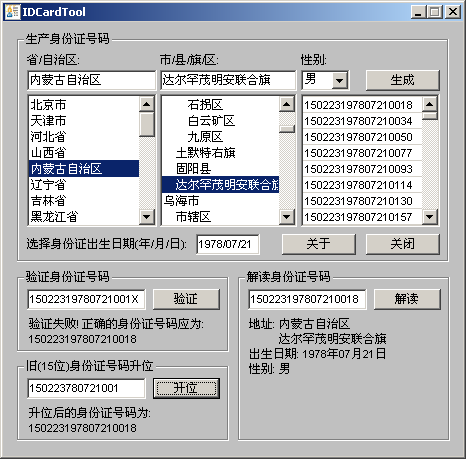 IDCardTool
生产身份证号码
省/自治区:
市/县/旗/区:
性别:
内蒙古自治区
达尔罕茂明安联合旗
男
生成
北京市
天津市
河北省
山西省
内蒙古自治区
辽宁省
吉林省
黑龙江省
石拐区
白云矿区
九原区
土默特右旗
固阳县
达尔罕茂明安联合旗
乌海市
市辖区
150223197807210018
150223197807210034
150223197807210050
150223197807210077
150223197807210093
150223197807210114
150223197807210130
150223197807210157
选择身份证出生日期(年/月/日):
1978/07/21
关于
关闭
验证身份证号码
15022319780721001X
验证
验证失败! 正确的身份证号码应为:
150223197807210018
旧(15位)身份证号码升位
150223780721001
升位
升位后的身份证号码为:
150223197807210018
解读身份证号码
150223197807210018
解读
地址: 内蒙古自治区
达尔罕茂明安联合旗
出生日期: 1978年07月21日
性别: 男